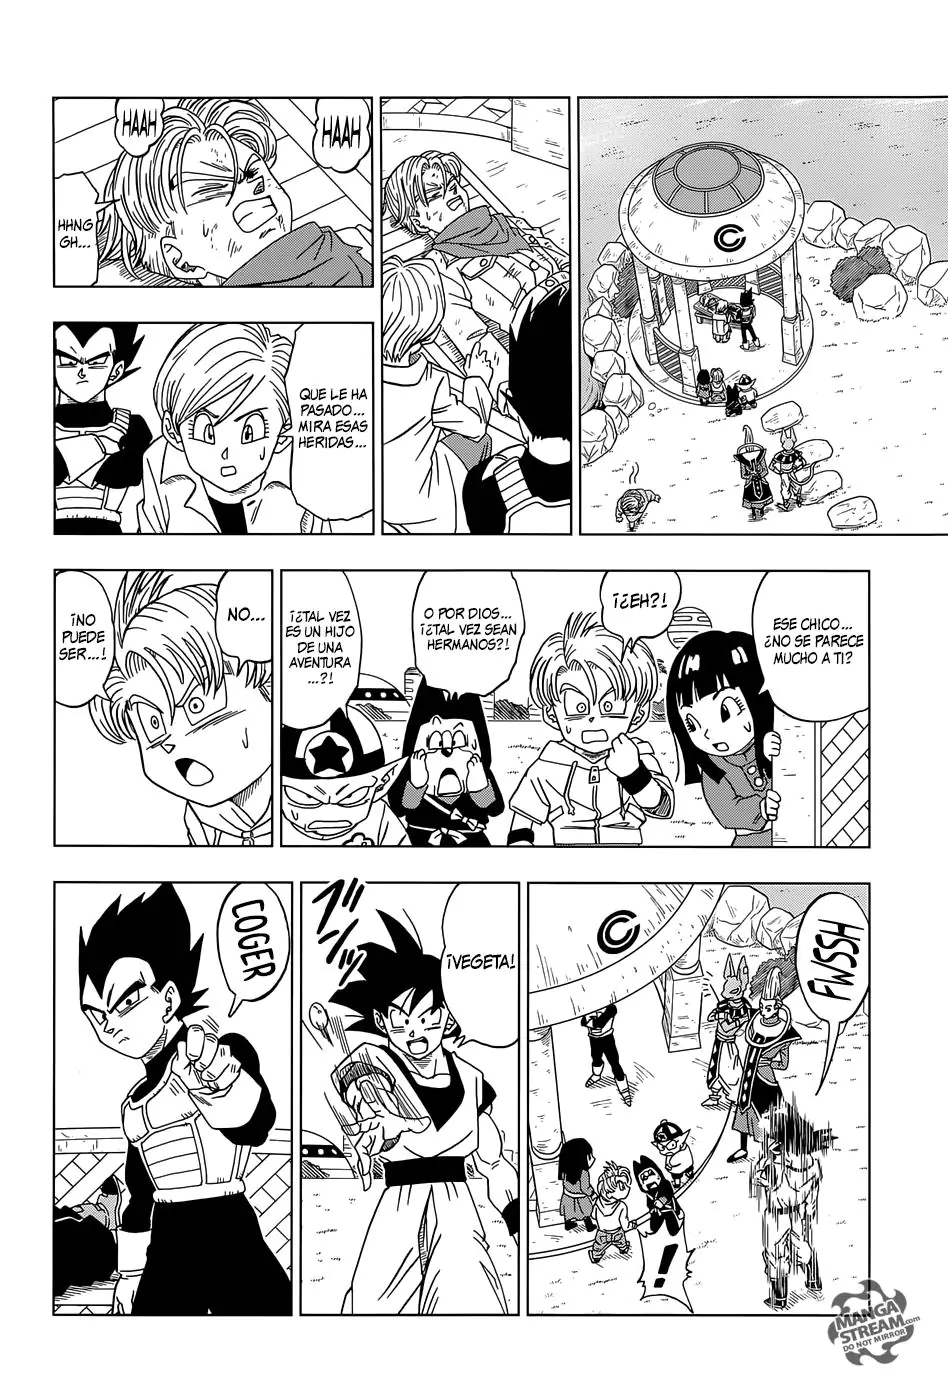 HAAH
HAAH
HHNG
GH...
QUE LE HA
PASADO...
MIRA ESAS
HERIDAS...
ESE CHICO...
¿NO SE PARECE
MUCHO A TI?
¡¿EH?!
O POR DIOS...
¡¿TAL VEZ SEAN
HERMANOS?!
¡¿TAL VEZ
ES UN HIJO
DE UNA
AVENTURA
...?!
NO...
¡NO
PUEDE
SER...!
FWSSH
!
¡VEGETA!
COGER
MANGA
STREAM.com
DO NOT MIRROR